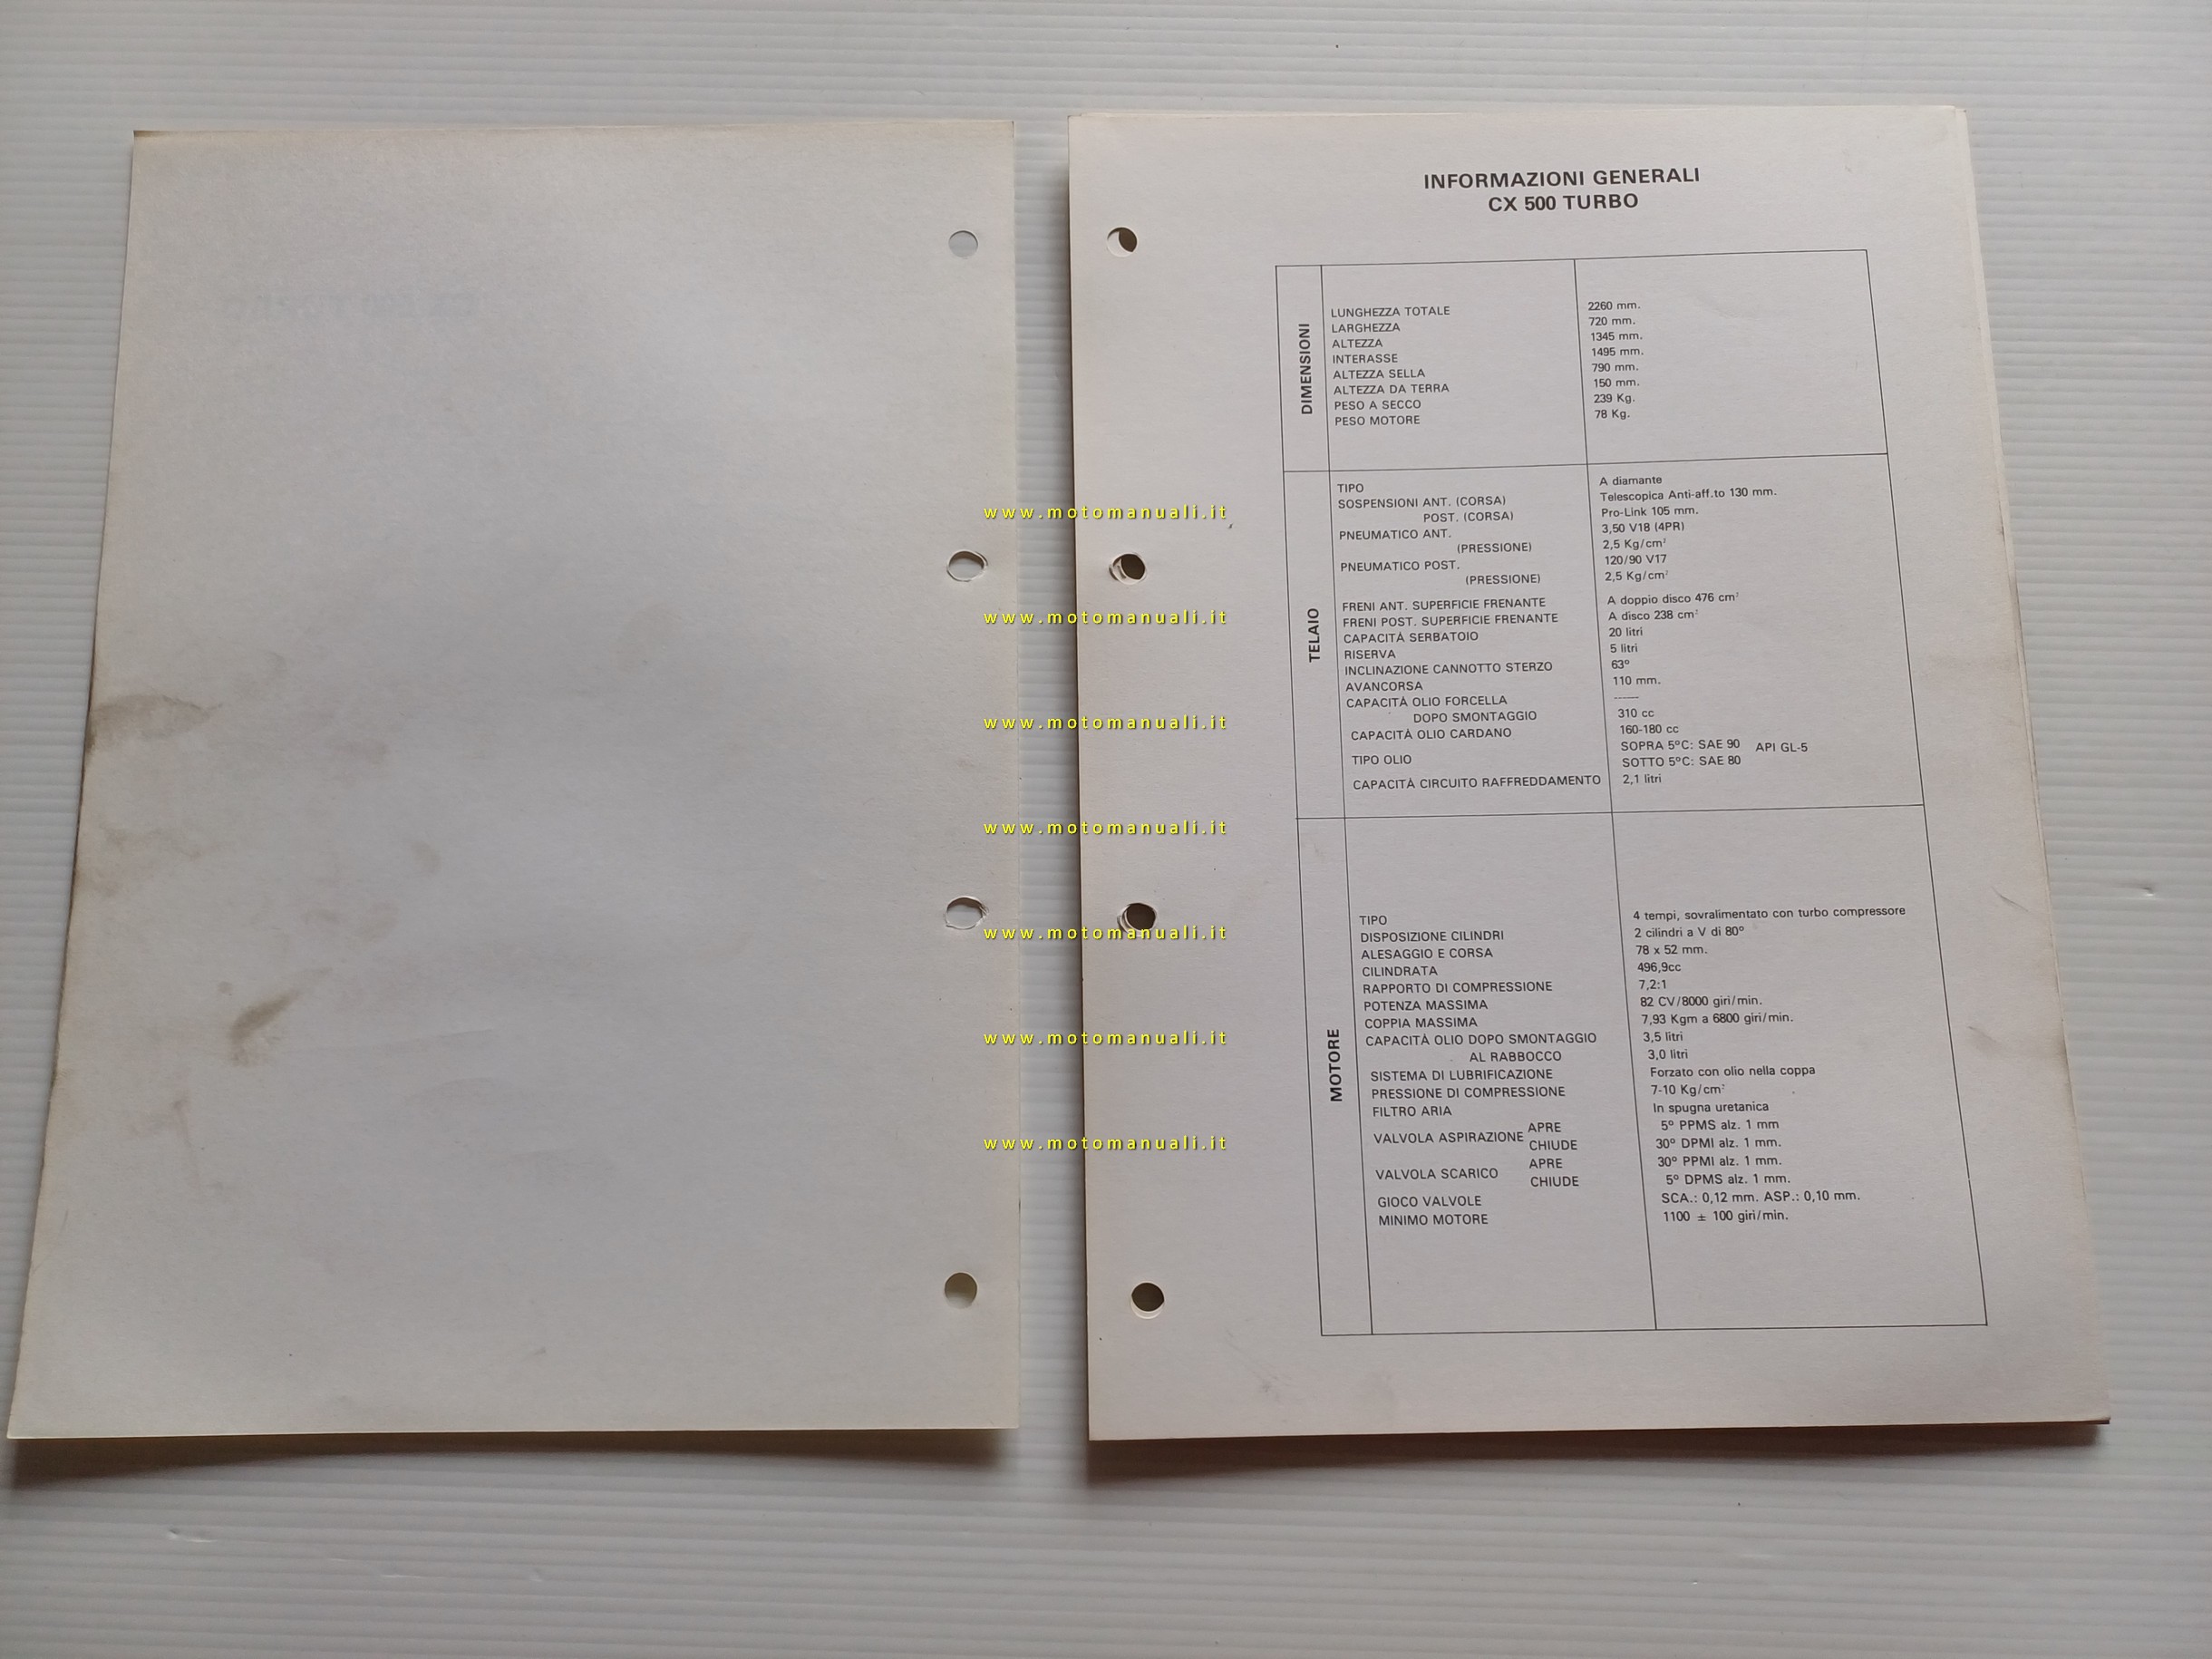 INFORMAZIONI GENERALI
CX 500 TURBO
DIMENSIONI
LUNGHEZZA TOTALE 2260 mm.
LARGHEZZA 720 mm.
ALTEZZA 1345 mm.
INTERASSE 1495 mm.
ALTEZZA SELLA 790 mm.
ALTEZZA DA TERRA 150 mm.
PESO A SECCO 239 Kg.
PESO MOTORE 78 Kg.
TELAIO
TIPO A diamante
SOSPENSIONI ANT. (CORSA) Telescopica Anti-aff.to 130 mm.
POST. (CORSA) Pro-Link 105 mm.
PNEUMATICO ANT. 3,50 V18 (4PR)
(PRESSIONE) 2,5 Kg/cm²
PNEUMATICO POST. 120/90 V17
(PRESSIONE) 2,5 Kg/cm²
FRENI ANT. SUPERFICIE FRENANTE A doppio disco 476 cm²
FRENI POST. SUPERFICIE FRENANTE A disco 238 cm²
CAPACITÀ SERBATOIO 20 litri
RISERVA 5 litri
INCLINAZIONE CANNOTTO STERZO 63°
AVANCORSA 110 mm.
CAPACITÀ OLIO FORCELLA ------
DOPO SMONTAGGIO 310 cc
CAPACITÀ OLIO CARDANO 160-180 cc
TIPO OLIO SOPRA 5°C: SAE 90 API GL-5
SOTTO 5°C: SAE 80
CAPACITÀ CIRCUITO RAFFREDDAMENTO 2,1 litri
MOTORE
TIPO 4 tempi, sovralimentato con turbo compressore
DISPOSIZIONE CILINDRI 2 cilindri a V di 80°
ALESAGGIO E CORSA 78 x 52 mm.
CILINDRATA 496,9cc
RAPPORTO DI COMPRESSIONE 7,2:1
POTENZA MASSIMA 82 CV/8000 giri/min.
COPPIA MASSIMA 7,93 Kgm a 6800 giri/min.
CAPACITÀ OLIO DOPO SMONTAGGIO 3,5 litri
AL RABBOCCO 3,0 litri
SISTEMA DI LUBRIFICAZIONE Forzato con olio nella coppa
PRESSIONE DI COMPRESSIONE 7-10 Kg/cm²
FILTRO ARIA In spugna uretanica
VALVOLA ASPIRAZIONE APRE 5° PPMS alz. 1 mm
CHIUDE 30° DPMI alz. 1 mm.
VALVOLA SCARICO APRE 30° PPMI alz. 1 mm.
CHIUDE 5° DPMS alz. 1 mm.
GIOCO VALVOLE SCA.: 0,12 mm. ASP.: 0,10 mm.
MINIMO MOTORE 1100 ± 100 giri/min.
www.motomanuali.it
www.motomanuali.it
www.motomanuali.it
www.motomanuali.it
www.motomanuali.it
www.motomanuali.it
www.motomanuali.it